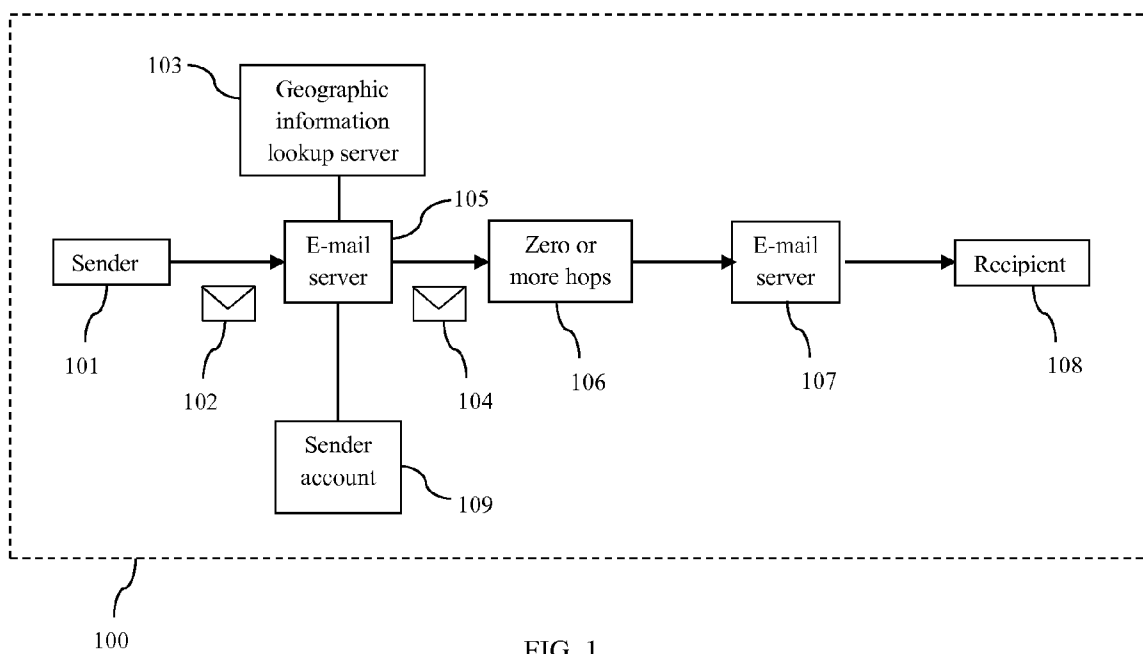 103
Geographic
information
lookup server
105
Sender
E-mail
server
Zero or
more hops
E-mail
server
Recipient
101
102
104
106
107
108
Sender
account
109
100
FIG. 1